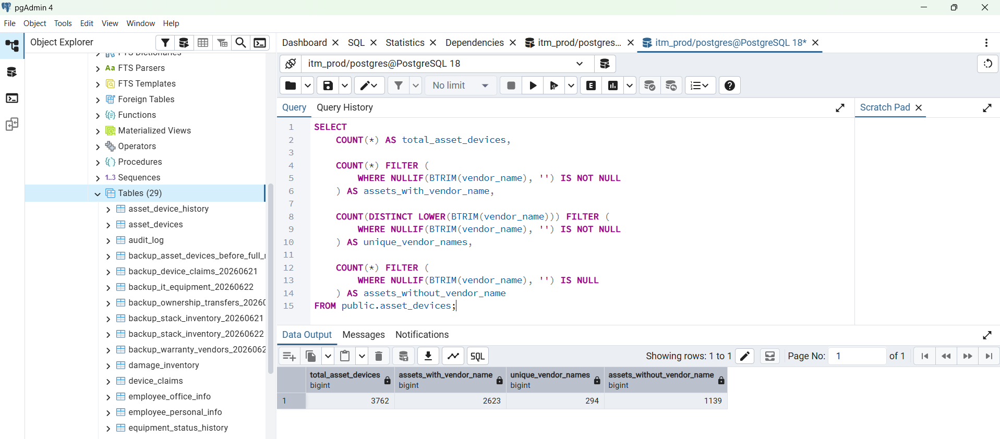 pgAdmin 4
File Object Tools Edit View Window Help
Object Explorer
Dashboard SQL Statistics Dependencies itm_prod/postgres... itm_prod/postgres@PostgreSQL 18*
FTS Dictionaries
Aa FTS Parsers
FTS Templates
Foreign Tables
Functions
Materialized Views
Operators
Procedures
1..3 Sequences
Tables (29)
asset_device_history
asset_devices
audit_log
backup_asset_devices_before_full_
backup_device_claims_20260621
backup_it_equipment_20260622
backup_ownership_transfers_2026
backup_stack_inventory_20260621
backup_stack_inventory_20260622
backup_warranty_vendors_2026062
damage_inventory
device_claims
employee_office_info
employee_personal_info
equipment_status_history
itm_prod/postgres@PostgreSQL 18
No limit
E
Query Query History
Scratch Pad
1 SELECT
2 COUNT(*) AS total_asset_devices,
3
4 COUNT(*) FILTER (
5 WHERE NULLIF(BTRIM(vendor_name), '') IS NOT NULL
6 ) AS assets_with_vendor_name,
7
8 COUNT(DISTINCT LOWER(BTRIM(vendor_name))) FILTER (
9 WHERE NULLIF(BTRIM(vendor_name), '') IS NOT NULL
10 ) AS unique_vendor_names,
11
12 COUNT(*) FILTER (
13 WHERE NULLIF(BTRIM(vendor_name), '') IS NULL
14 ) AS assets_without_vendor_name
15 FROM public.asset_devices;
Data Output Messages Notifications
SQL
Showing rows: 1 to 1
Page No: 1 of 1
total_asset_devices assets_with_vendor_name unique_vendor_names assets_without_vendor_name
bigint bigint bigint bigint
1 3762 2623 294 1139